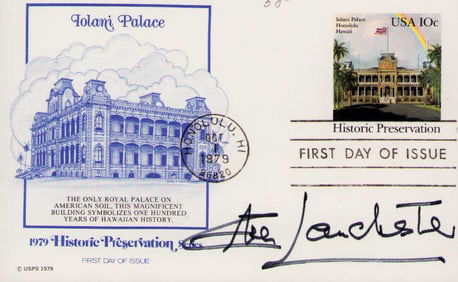 Iolani Palace
THE ONLY ROYAL PALACE ON
AMERICAN SOIL, THIS MAGNIFICENT
BUILDING SYMBOLIZES ONE HUNDRED
YEARS OF HAWAIIAN HISTORY.
1979 Historic Preservation
FIRST DAY OF ISSUE
© USPS 1979
HONOLULU, HI
OCT
1
1979
96820
Iolani Palace
Honolulu
Hawaii
USA 10c
Historic Preservation
FIRST DAY OF ISSUE
Lanchester